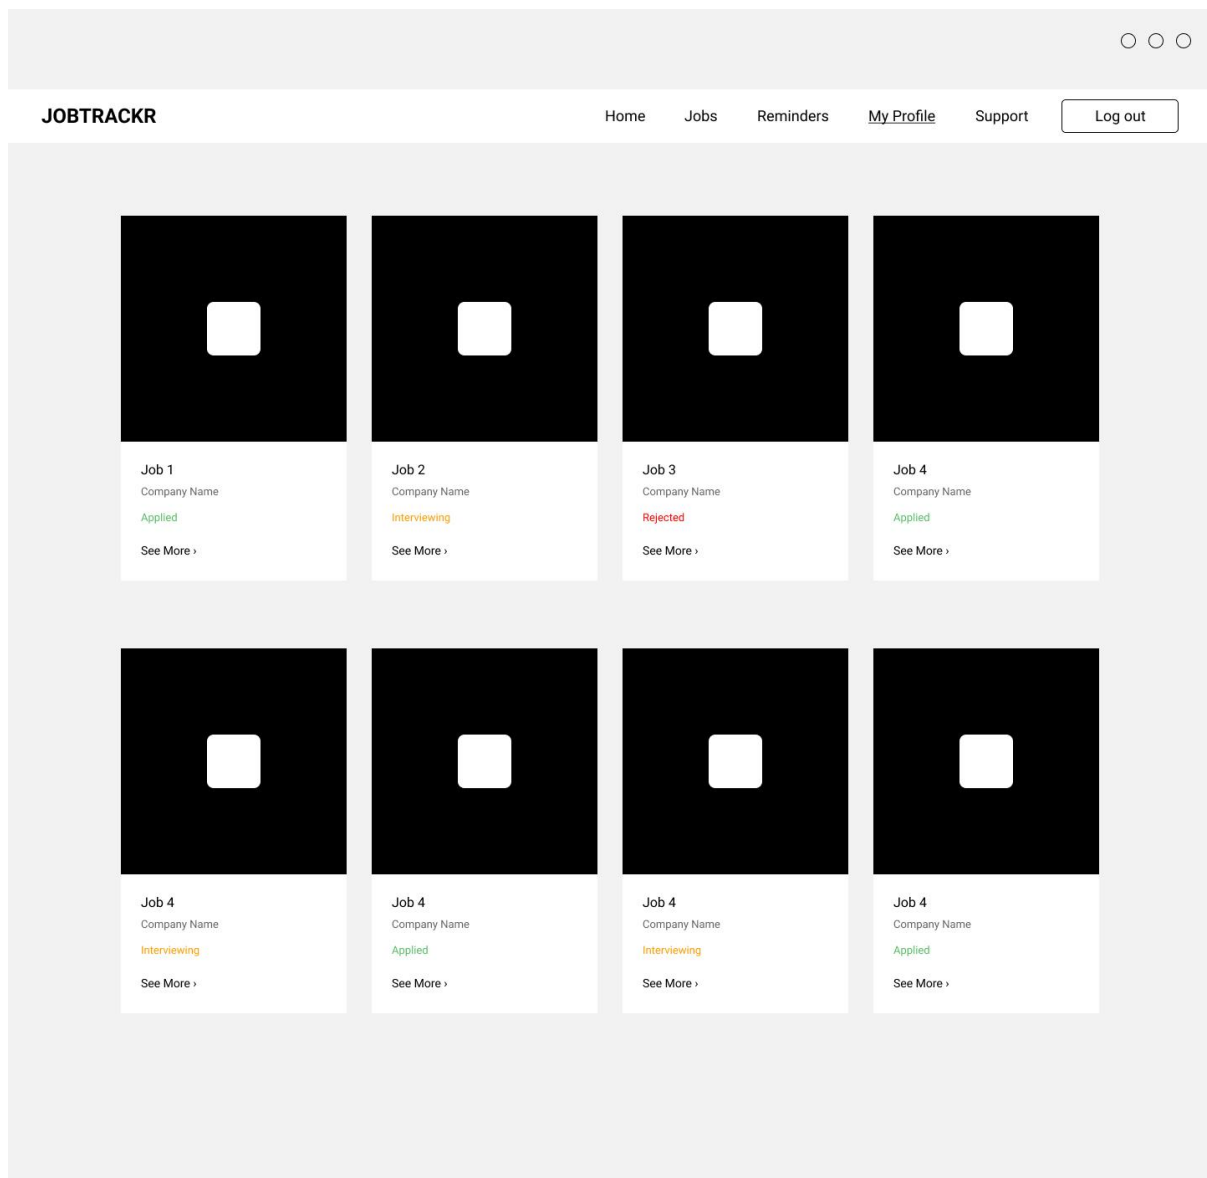 JOBTRACKR Home Jobs Reminders My Profile Support Log out
Job 1
Company Name
Applied
See More ›
Job 2
Company Name
Interviewing
See More ›
Job 3
Company Name
Rejected
See More ›
Job 4
Company Name
Applied
See More ›
Job 4
Company Name
Interviewing
See More ›
Job 4
Company Name
Applied
See More ›
Job 4
Company Name
Interviewing
See More ›
Job 4
Company Name
Applied
See More ›